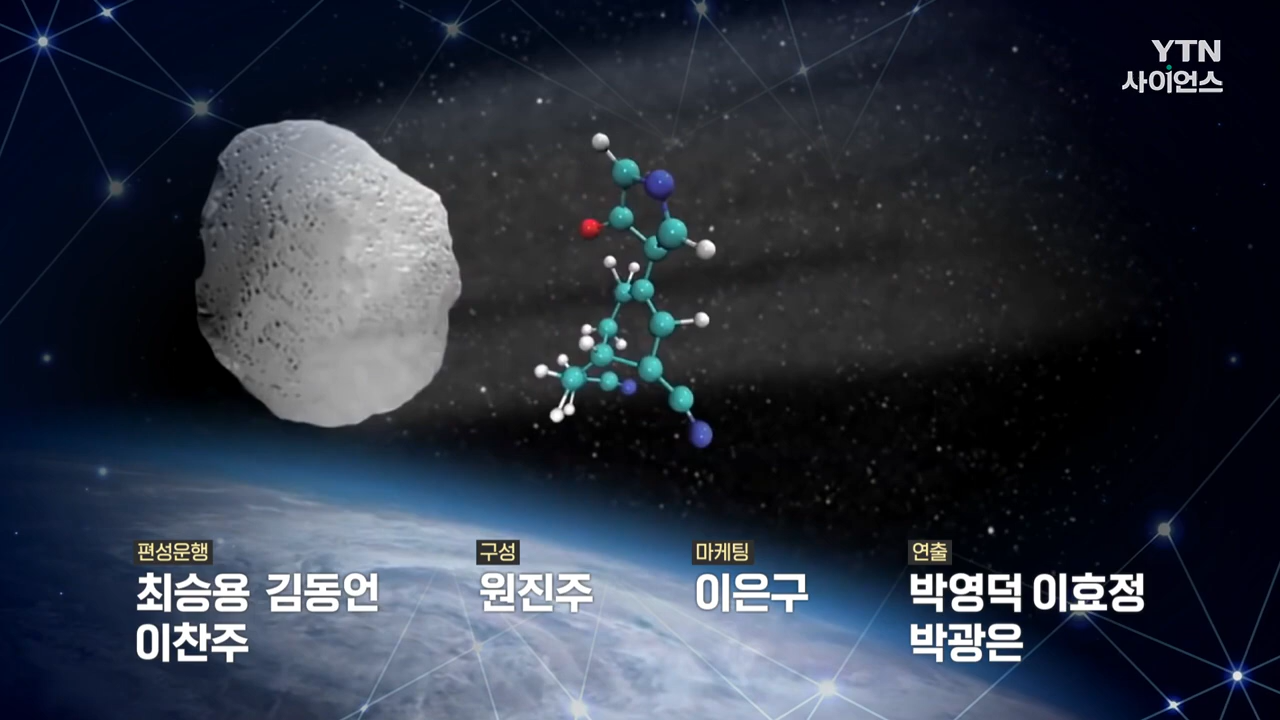 YTN
사이언스
편성운행
최승용 김동언
이찬주
구성
원진주
마케팅
이은구
연출
박영덕 이효정
박광은